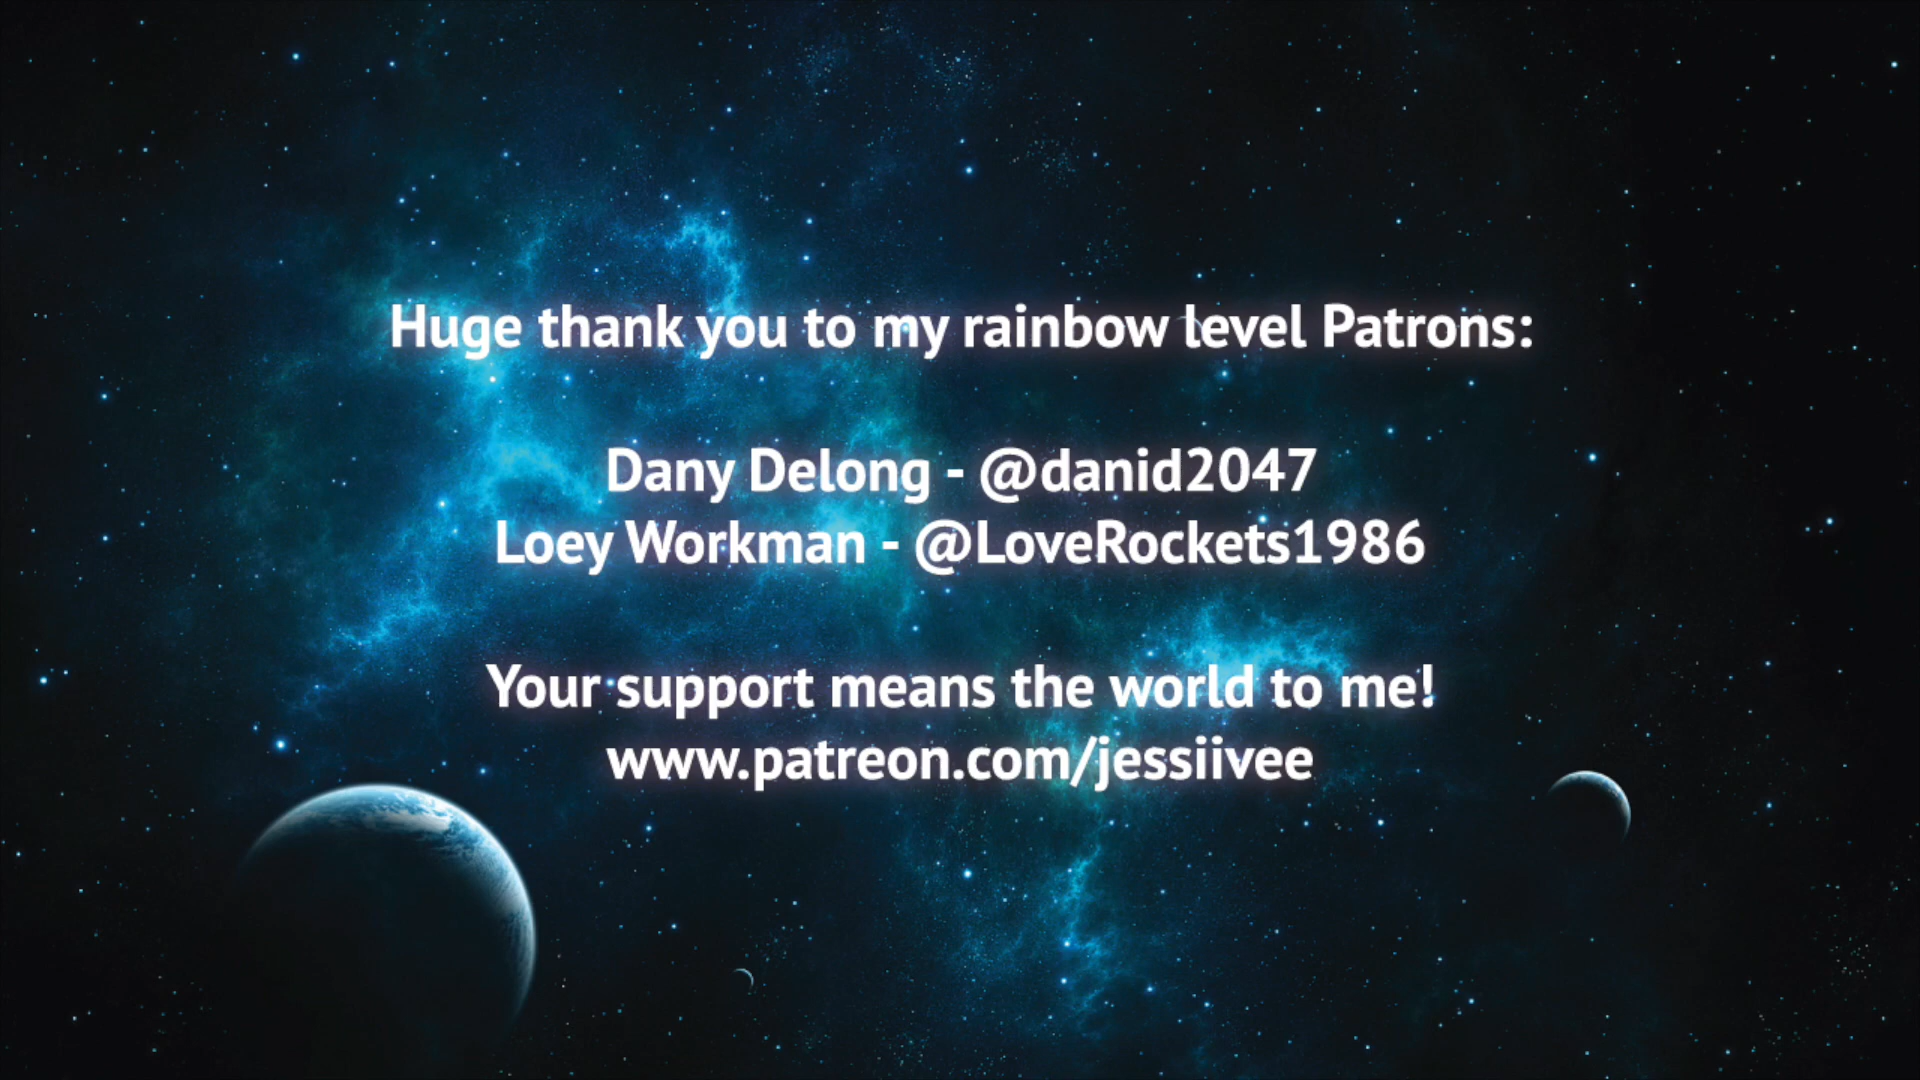 Huge thank you to my rainbow level Patrons:
Dany Delong - @danid2047
Loey Workman - @LoveRockets1986
Your support means the world to me!
www.patreon.com/jessiivee